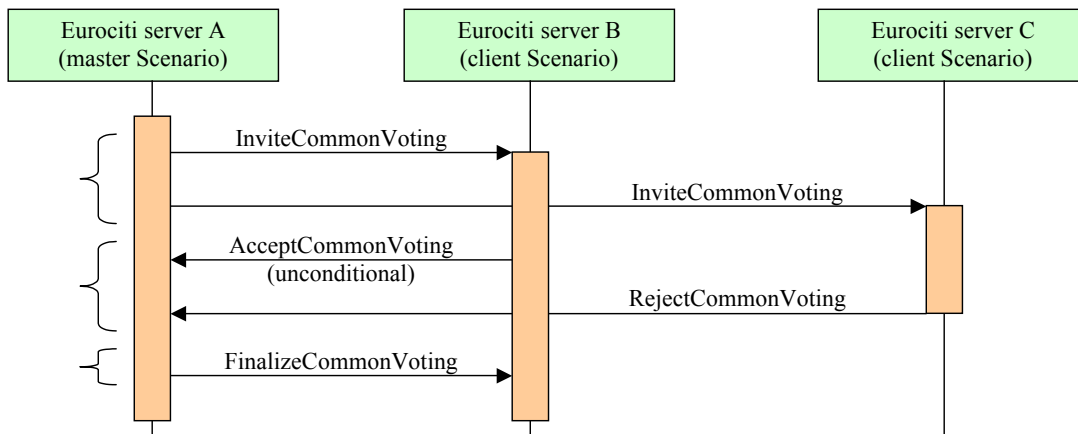 Eurociti server A
(master Scenario)
Eurociti server B
(client Scenario)
Eurociti server C
(client Scenario)
InviteCommonVoting
InviteCommonVoting
AcceptCommonVoting
(unconditional)
RejectCommonVoting
FinalizeCommonVoting